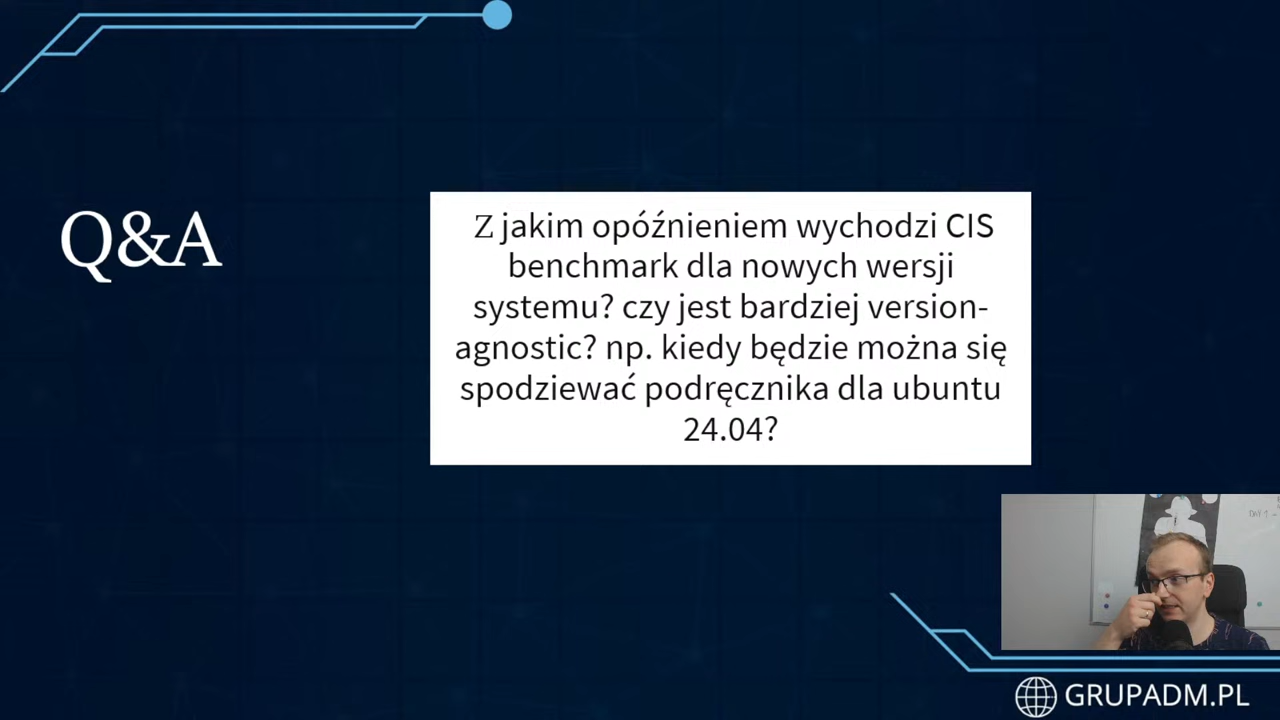 Q&A
Z jakim opóźnieniem wychodzi CIS
benchmark dla nowych wersji
systemu? czy jest bardziej version-
agnostic? np. kiedy będzie można się
spodziewać podręcznika dla ubuntu
24.04?
GRUPADM.PL